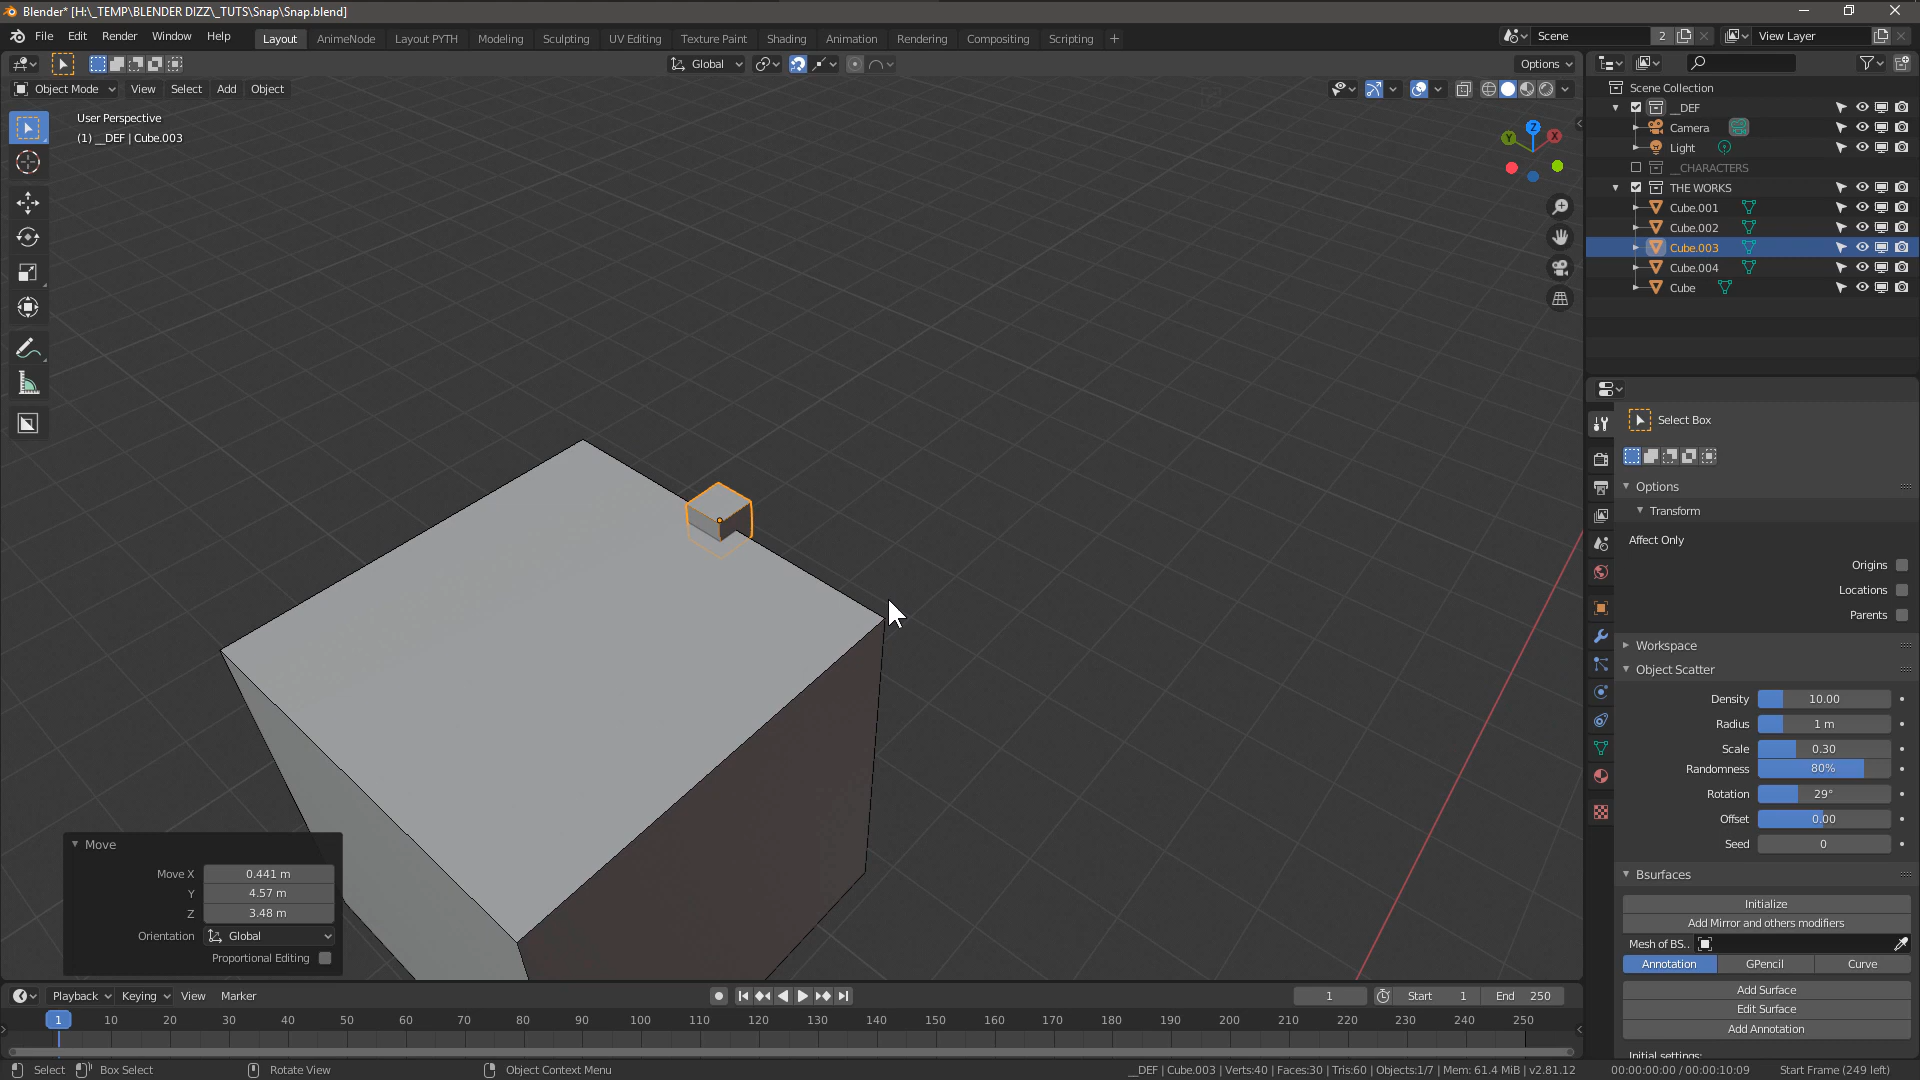 Blender* [H:\_TEMP\BLENDER DIZZ\_TUTS\Snap\Snap.blend]
File Edit Render Window Help
Layout AnimeNode Layout PYTH Modeling Sculpting UV Editing Texture Paint Shading Animation Rendering Compositing Scripting +
Scene 2 View Layer
Global Options
Object Mode View Select Add Object
User Perspective
(1) __DEF | Cube.003
Z
Y X
Scene Collection
__DEF
Camera
Light
__CHARACTERS
THE WORKS
Cube.001
Cube.002
Cube.003
Cube.004
Cube
Select Box
Options
Transform
Affect Only
Origins
Locations
Parents
Workspace
Object Scatter
Density 10.00
Radius 1 m
Scale 0.30
Randomness 80%
Rotation 29°
Offset 0.00
Seed 0
Bsurfaces
Initialize
Add Mirror and others modifiers
Mesh of BS..
Annotation GPencil Curve
Add Surface
Edit Surface
Add Annotation
Initial settings:
Move
Move X 0.441 m
Y 4.57 m
Z 3.48 m
Orientation Global
Proportional Editing
Playback Keying View Marker
1 Start 1 End 250
1 10 20 30 40 50 60 70 80 90 100 110 120 130 140 150 160 170 180 190 200 210 220 230 240 250
Select Box Select Rotate View Object Context Menu
__DEF | Cube.003 | Verts:40 | Faces:30 | Tris:60 | Objects:1/7 | Mem: 61.4 MiB | v2.81.12
00:00:00:00 / 00:00:10:09 Start Frame (249 left)